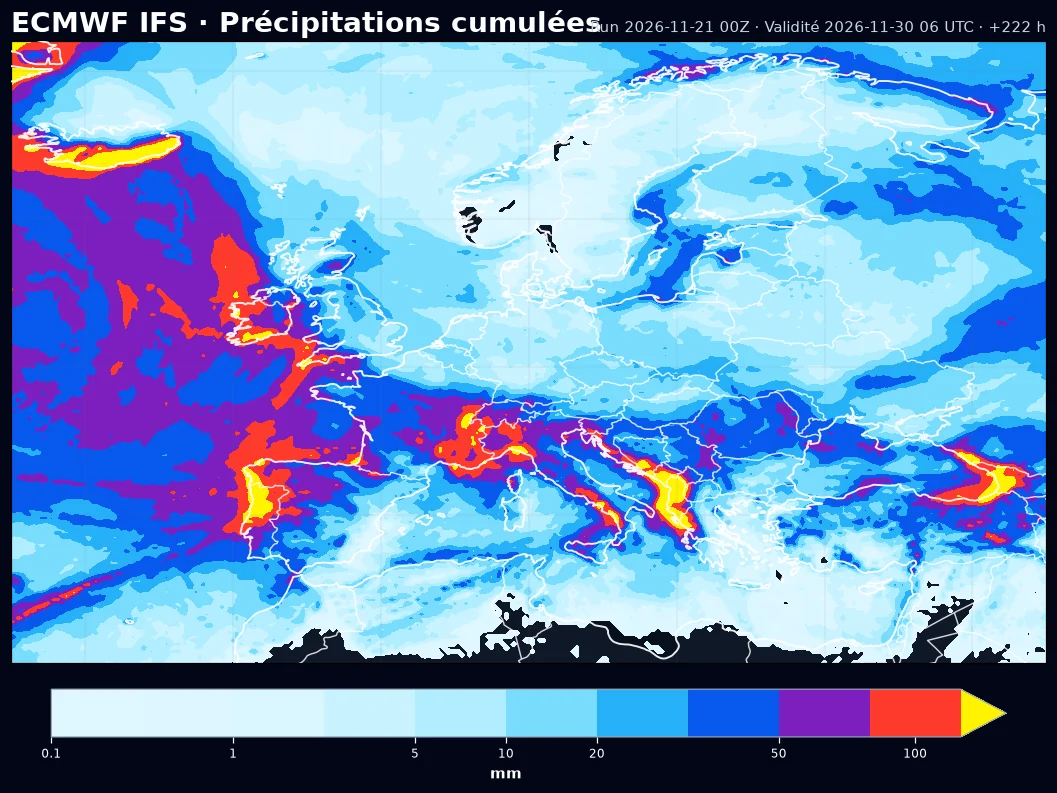 ECMWF IFS · Précipitations cumulées
Run 2026-11-21 00Z · Validité 2026-11-30 06 UTC · +222 h
0.1 1 5 10 20 50 100
mm